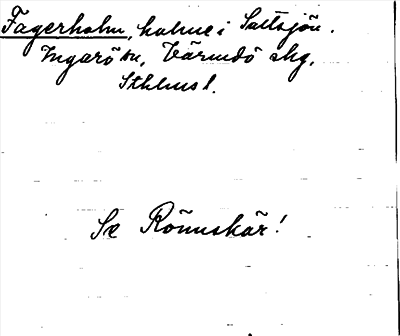 Fagerholm, holme i Saltsjön.
Ingarö sn, Värmdö skg,
Sthlms l.
Se Rönnskär!